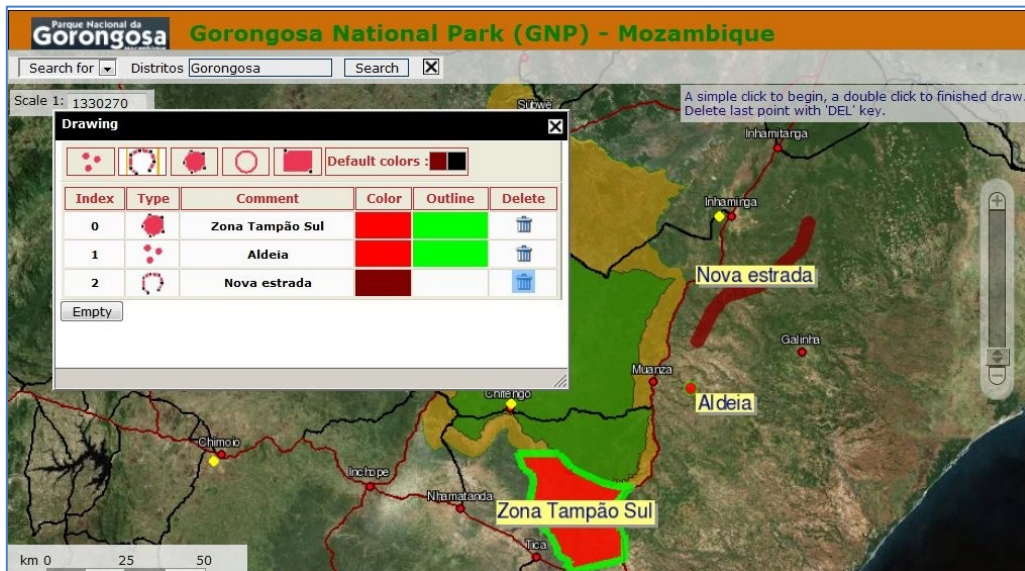 Parque Nacional da
Gorongosa
Moçambique
Gorongosa National Park (GNP) - Mozambique
Search for Distritos Gorongosa Search
Scale 1: 1330270
A simple click to begin, a double click to finished draw.
Delete last point with 'DEL' key.
Subwè
Drawing
Default colors :
Index Type Comment Color Outline Delete
0 Zona Tampão Sul
1 Aldeia
2 Nova estrada
Empty
Inhamitanga
Inhaminga
Nova estrada
Galinha
Muanza
Aldeia
Chitengo
Chimoio
Inchope
Nhamatanda
Zona Tampão Sul
Tica
km 0 25 50